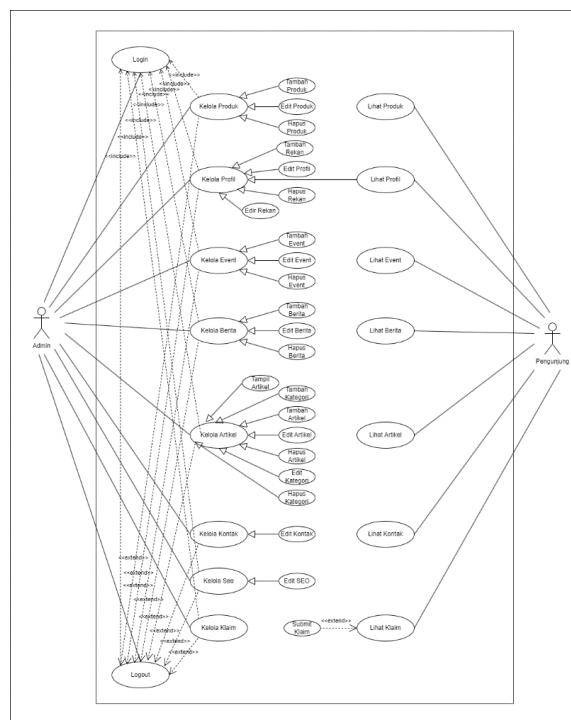 Login
<<include>>
<<include>>
<<include>>
<<include>>
<<include>>
<<include>>
Tambah
Produk
Kelola Produk
Edit Produk
Lihat Produk
Hapus
Produk
Tambah
Rekan
Edit Profil
Kelola Profil
Lihat Profil
Hapus
Rekan
Edir Rekan
Tambah
Event
Kelola Event
Edit Event
Lihat Event
Hapus
Event
Tambah
Berita
Kelola Berita
Edit Berita
Lihat Berita
Hapus
Berita
Admin
Pengunjung
Tampil
Artikel
Tambah
Kategori
Tambah
Artikel
Kelola Artikel
Edit Artikel
Lihat Artikel
Hapus
Artikel
Edit
Kategori
Hapus
Kategori
Kelola Kontak
Edit Kontak
Lihat Kontak
<<extend>>
<<extend>>
Kelola Seo
Edit SEO
<<extend>>
<<extend>>
<<extend>>
Submit
Klaim
<<extend>>
Kelola Klaim
Lihat Klaim
<<extend>>
<<extend>>
<<extend>>
Logout